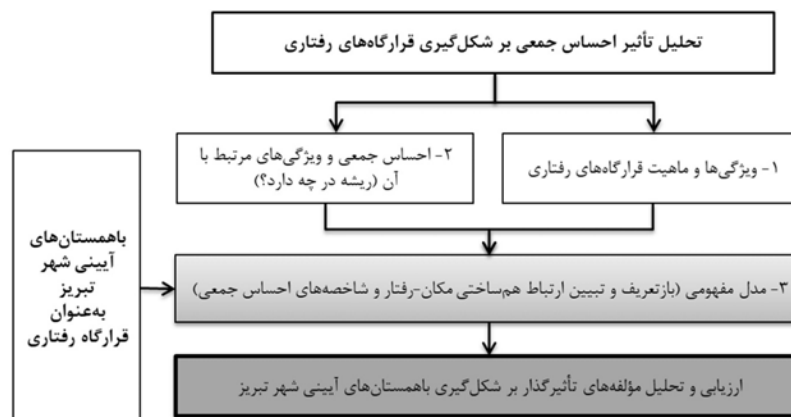 تحلیل تأثیر احساس جمعی بر شکل‌گیری قرارگاه‌های رفتاری
۱- ویژگی‌ها و ماهیت قرارگاه‌های رفتاری
۲- احساس جمعی و ویژگی‌های مرتبط با
آن (ریشه در چه دارد؟)
باهمستان‌های
آیینی شهر
تبریز
به‌عنوان
قرارگاه رفتاری
۳- مدل مفهومی (بازتعریف و تبیین ارتباط هم‌ساختی مکان-رفتار و شاخصه‌های احساس جمعی)
ارزیابی و تحلیل مؤلفه‌های تأثیرگذار بر شکل‌گیری باهمستان‌های آیینی شهر تبریز